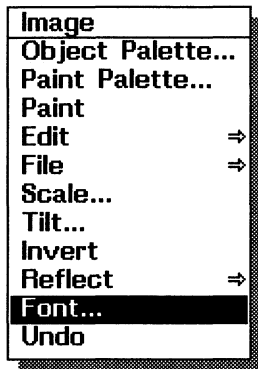 Image
Object Palette...
Paint Palette...
Paint
Edit ⇒
File ⇒
Scale...
Tilt...
Invert
Reflect ⇒
Font...
Undo